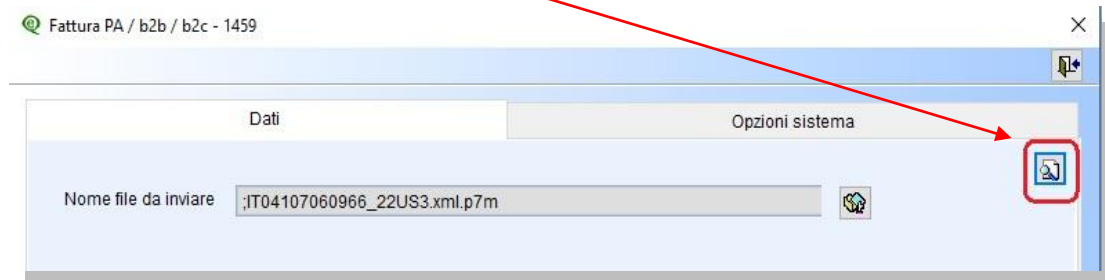 Fattura PA / b2b / b2c - 1459
Dati
Opzioni sistema
Nome file da inviare
;IT04107060966_22US3.xml.p7m